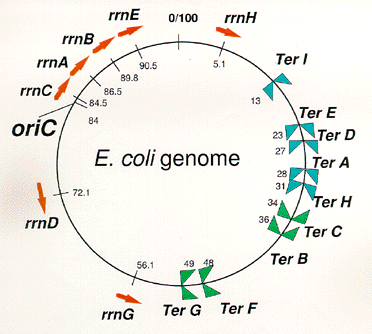 rrnE
0/100
rrnH
rrnB
90.5
5.1
rrnA
89.8
Ter I
rrnC
86.5
13
84.5
oriC
84
Ter E
23
Ter D
27
E. coli genome
Ter A
28
31
Ter H
72.1
34
Ter C
36
rrnD
Ter B
56.1
49
48
rrnG
Ter G
Ter F